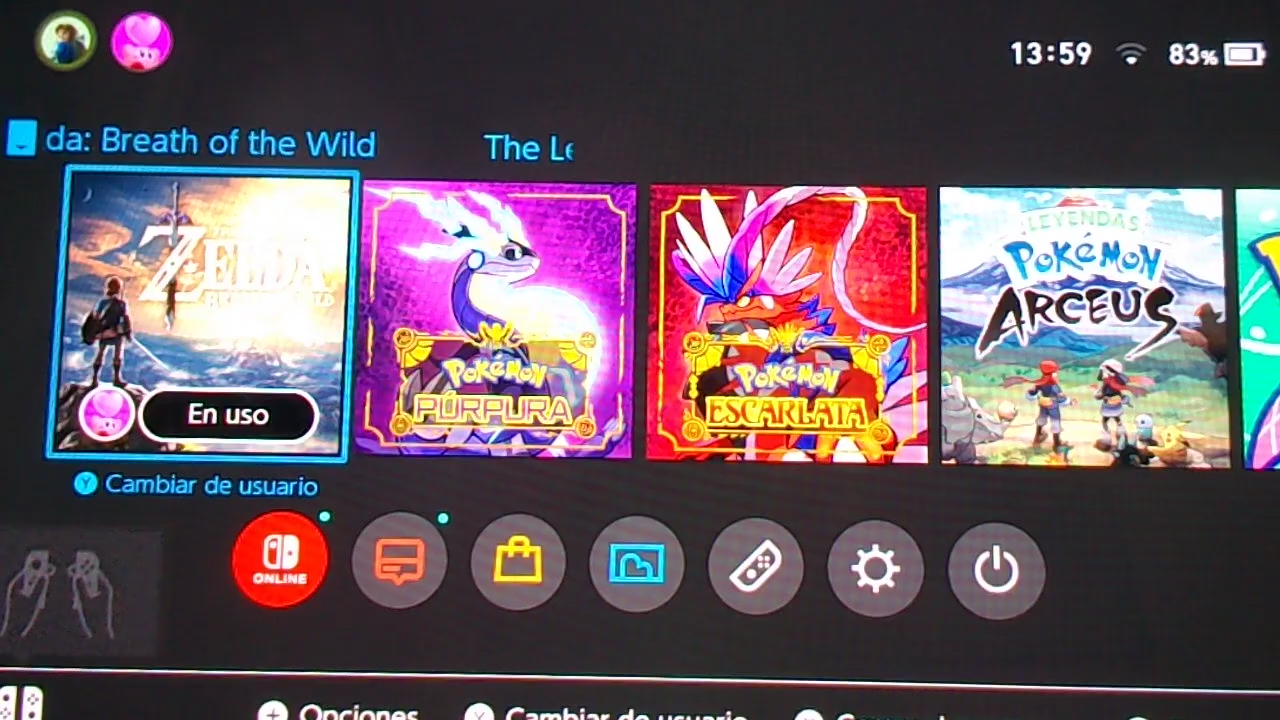 13:59 83%
da: Breath of the Wild The Le
ZELDA
En uso
POKéMON
PÚRPURA
POKéMON
ESCARLATA
LEYENDAS
POKéMON
ARCEUS
Y Cambiar de usuario
ONLINE
Opciones Cambiar de usuario